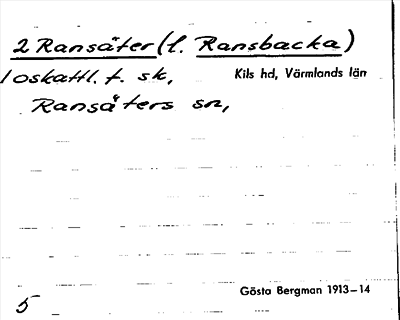 2 Ransäter (f. Ransbacka)
1 oskattl. f. sk,
Kils hd, Värmlands län
Ransäters sn,
Gösta Bergman 1913–14
5